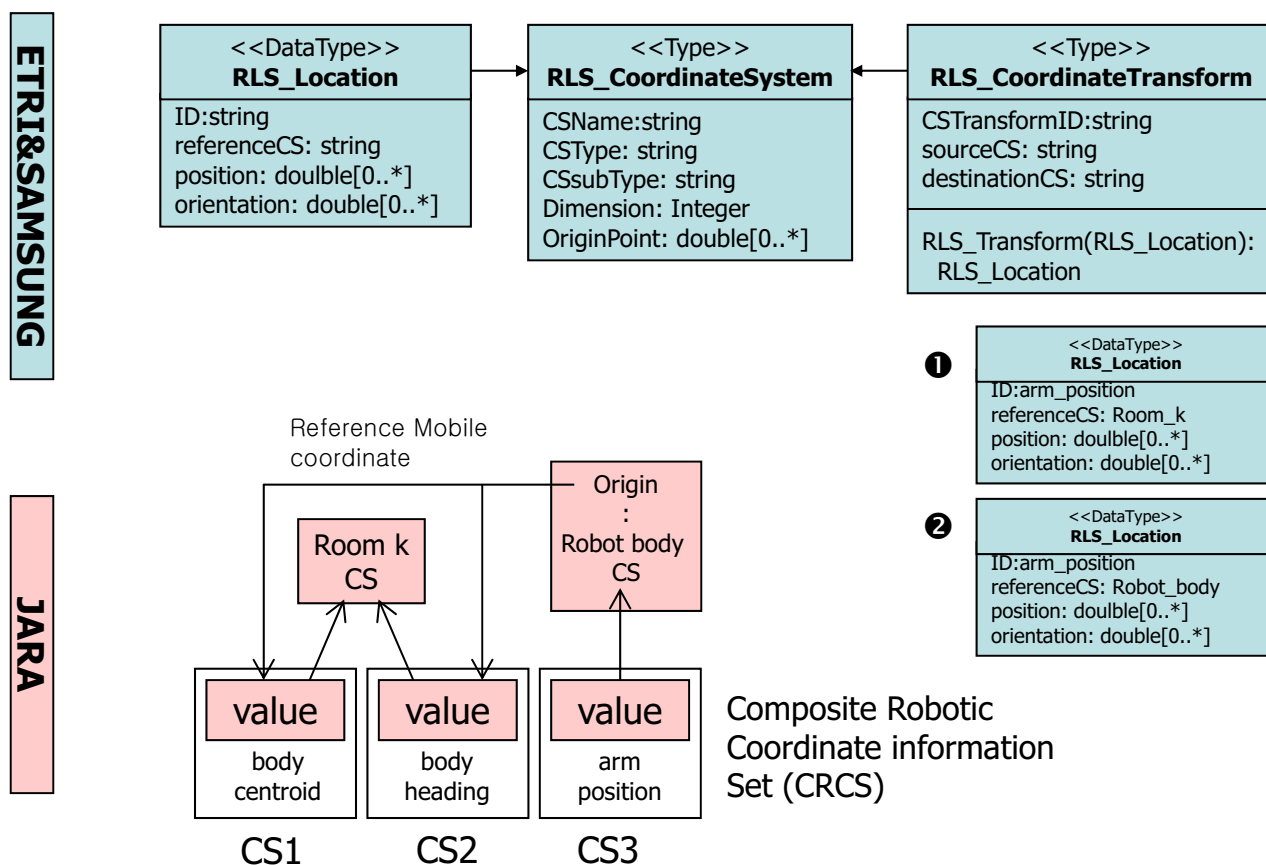 ETRI&SAMSUNG
<<DataType>>
RLS_Location
ID:string
referenceCS: string
position: doulble[0..*]
orientation: double[0..*]
<<Type>>
RLS_CoordinateSystem
CSName:string
CSType: string
CSsubType: string
Dimension: Integer
OriginPoint: double[0..*]
<<Type>>
RLS_CoordinateTransform
CSTransformID:string
sourceCS: string
destinationCS: string
RLS_Transform(RLS_Location):
RLS_Location
❶
<<DataType>>
RLS_Location
ID:arm_position
referenceCS: Room_k
position: doulble[0..*]
orientation: double[0..*]
❷
<<DataType>>
RLS_Location
ID:arm_position
referenceCS: Robot_body
position: doulble[0..*]
orientation: double[0..*]
JARA
Reference Mobile
coordinate
Room k
CS
Origin
:
Robot body
CS
value
body
centroid
CS1
value
body
heading
CS2
value
arm
position
CS3
Composite Robotic
Coordinate information
Set (CRCS)